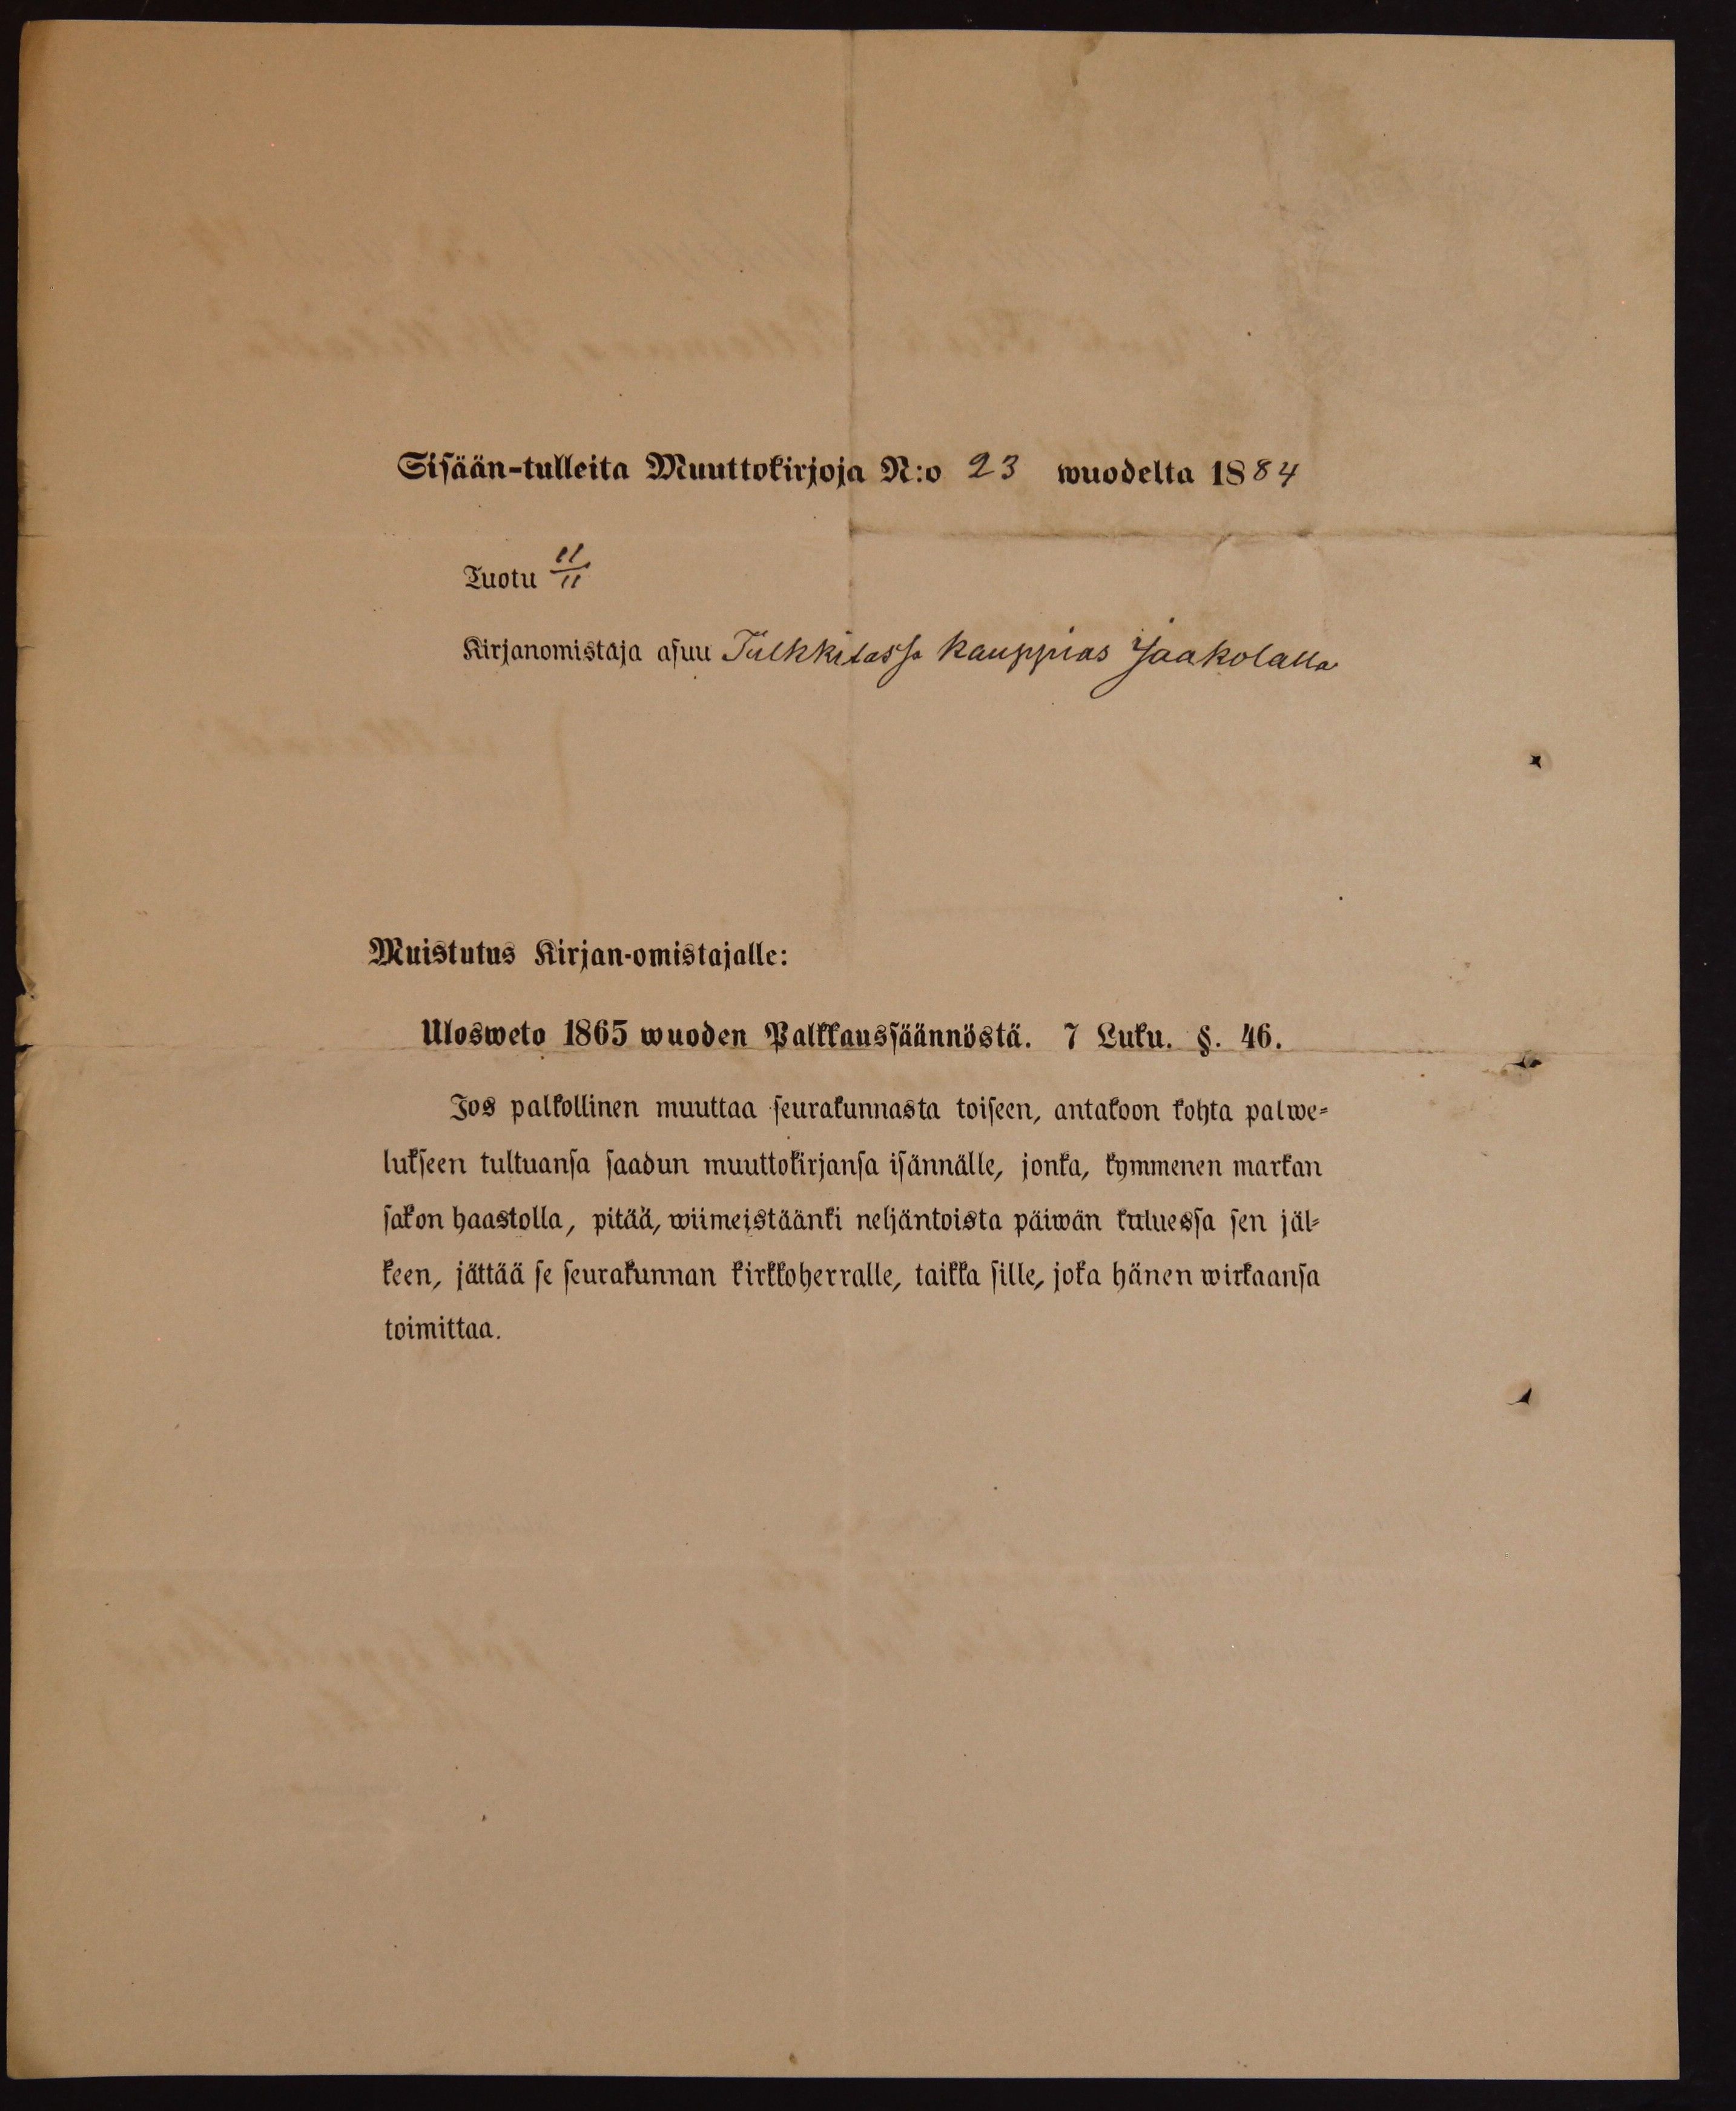 Sisään-tulleita Muuttokirjoja N:o 23 wuodelta 1884
Tuotu 11/11
Kirjanomistaja asuu Tulkkilassa kauppias Jaakolalla
Muistutus Kirjan-omistajalle:
Ulosweto 1865 wuoden Palkkaussäännöstä. 7 Luku. §. 46.
Jos palkollinen muuttaa seurakunnasta toiseen, antakoon kohta palwe-
lukseen tultuansa saadun muuttokirjansa isännälle, jonka, kymmenen markan
sakon haastolla, pitää, wiimeistäänki neljäntoista päiwän kuluessa sen jäl-
keen, jättää se seurakunnan kirkkoherralle, taikka sille, joka hänen wirkaansa
toimittaa.